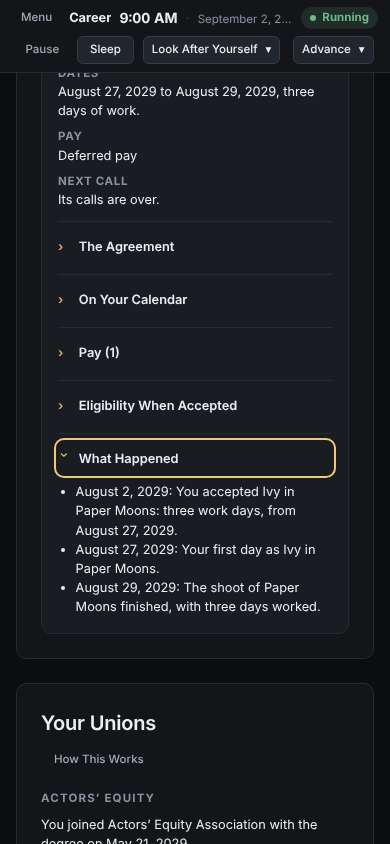 Menu Career 9:00 AM · September 2, 2... Running
Pause Sleep Look After Yourself ▾ Advance ▾
DATES
August 27, 2029 to August 29, 2029, three
days of work.
PAY
Deferred pay
NEXT CALL
Its calls are over.
The Agreement
On Your Calendar
Pay (1)
Eligibility When Accepted
What Happened
• August 2, 2029: You accepted Ivy in
Paper Moons: three work days, from
August 27, 2029.
• August 27, 2029: Your first day as Ivy in
Paper Moons.
• August 29, 2029: The shoot of Paper
Moons finished, with three days worked.
Your Unions
How This Works
ACTORS’ EQUITY
You joined Actors’ Equity Association with the
degree on May 21, 2029